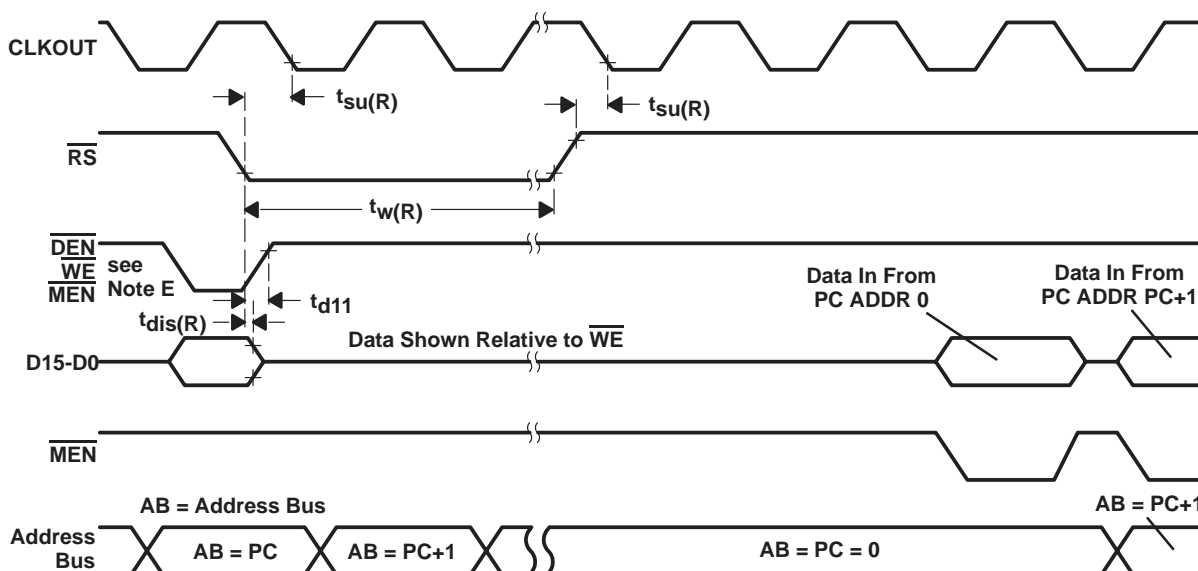 CLKOUT
tsu(R)
tsu(R)
RS
tw(R)
DEN
WE
MEN
see
Note E
td11
tdis(R)
Data In From
PC ADDR 0
Data In From
PC ADDR PC+1
Data Shown Relative to WE
D15-D0
MEN
AB = Address Bus
AB = PC+1
Address
Bus
AB = PC
AB = PC+1
AB = PC = 0